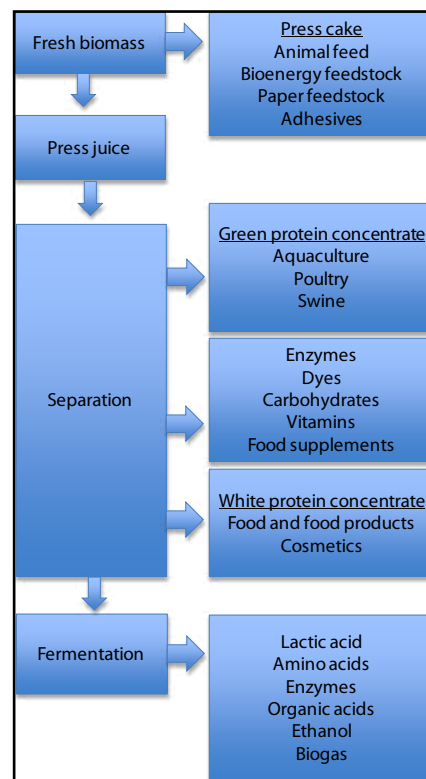 Fresh biomass
Press cake
Animal feed
Bioenergy feedstock
Paper feedstock
Adhesives
Press juice
Separation
Green protein concentrate
Aquaculture
Poultry
Swine
Enzymes
Dyes
Carbohydrates
Vitamins
Food supplements
White protein concentrate
Food and food products
Cosmetics
Fermentation
Lactic acid
Amino acids
Enzymes
Organic acids
Ethanol
Biogas